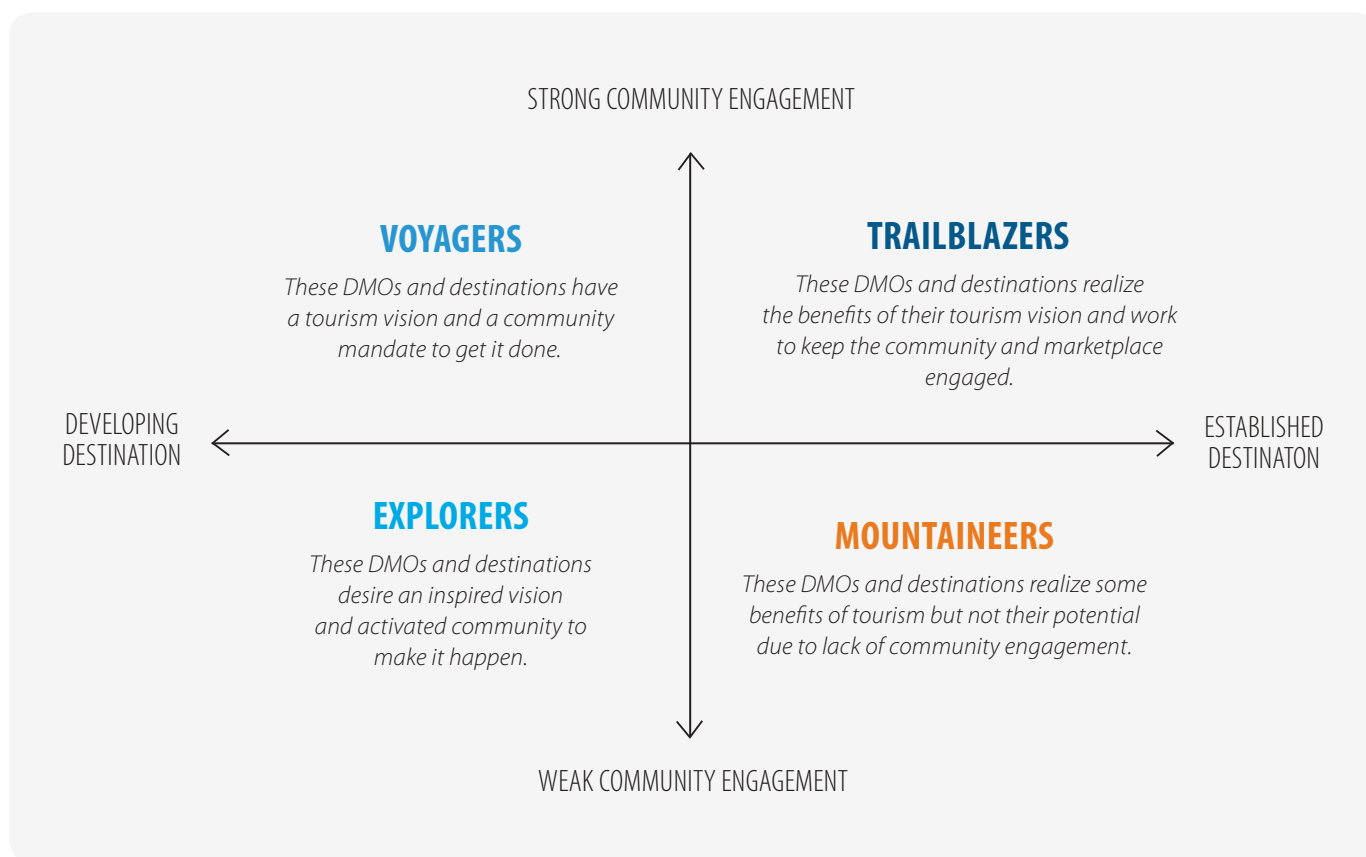 STRONG COMMUNITY ENGAGEMENT
VOYAGERS
These DMOs and destinations have
a tourism vision and a community
mandate to get it done.
TRAILBLAZERS
These DMOs and destinations realize
the benefits of their tourism vision and work
to keep the community and marketplace
engaged.
DEVELOPING
DESTINATION
ESTABLISHED
DESTINATON
EXPLORERS
These DMOs and destinations
desire an inspired vision
and activated community to
make it happen.
MOUNTAINEERS
These DMOs and destinations realize some
benefits of tourism but not their potential
due to lack of community engagement.
WEAK COMMUNITY ENGAGEMENT